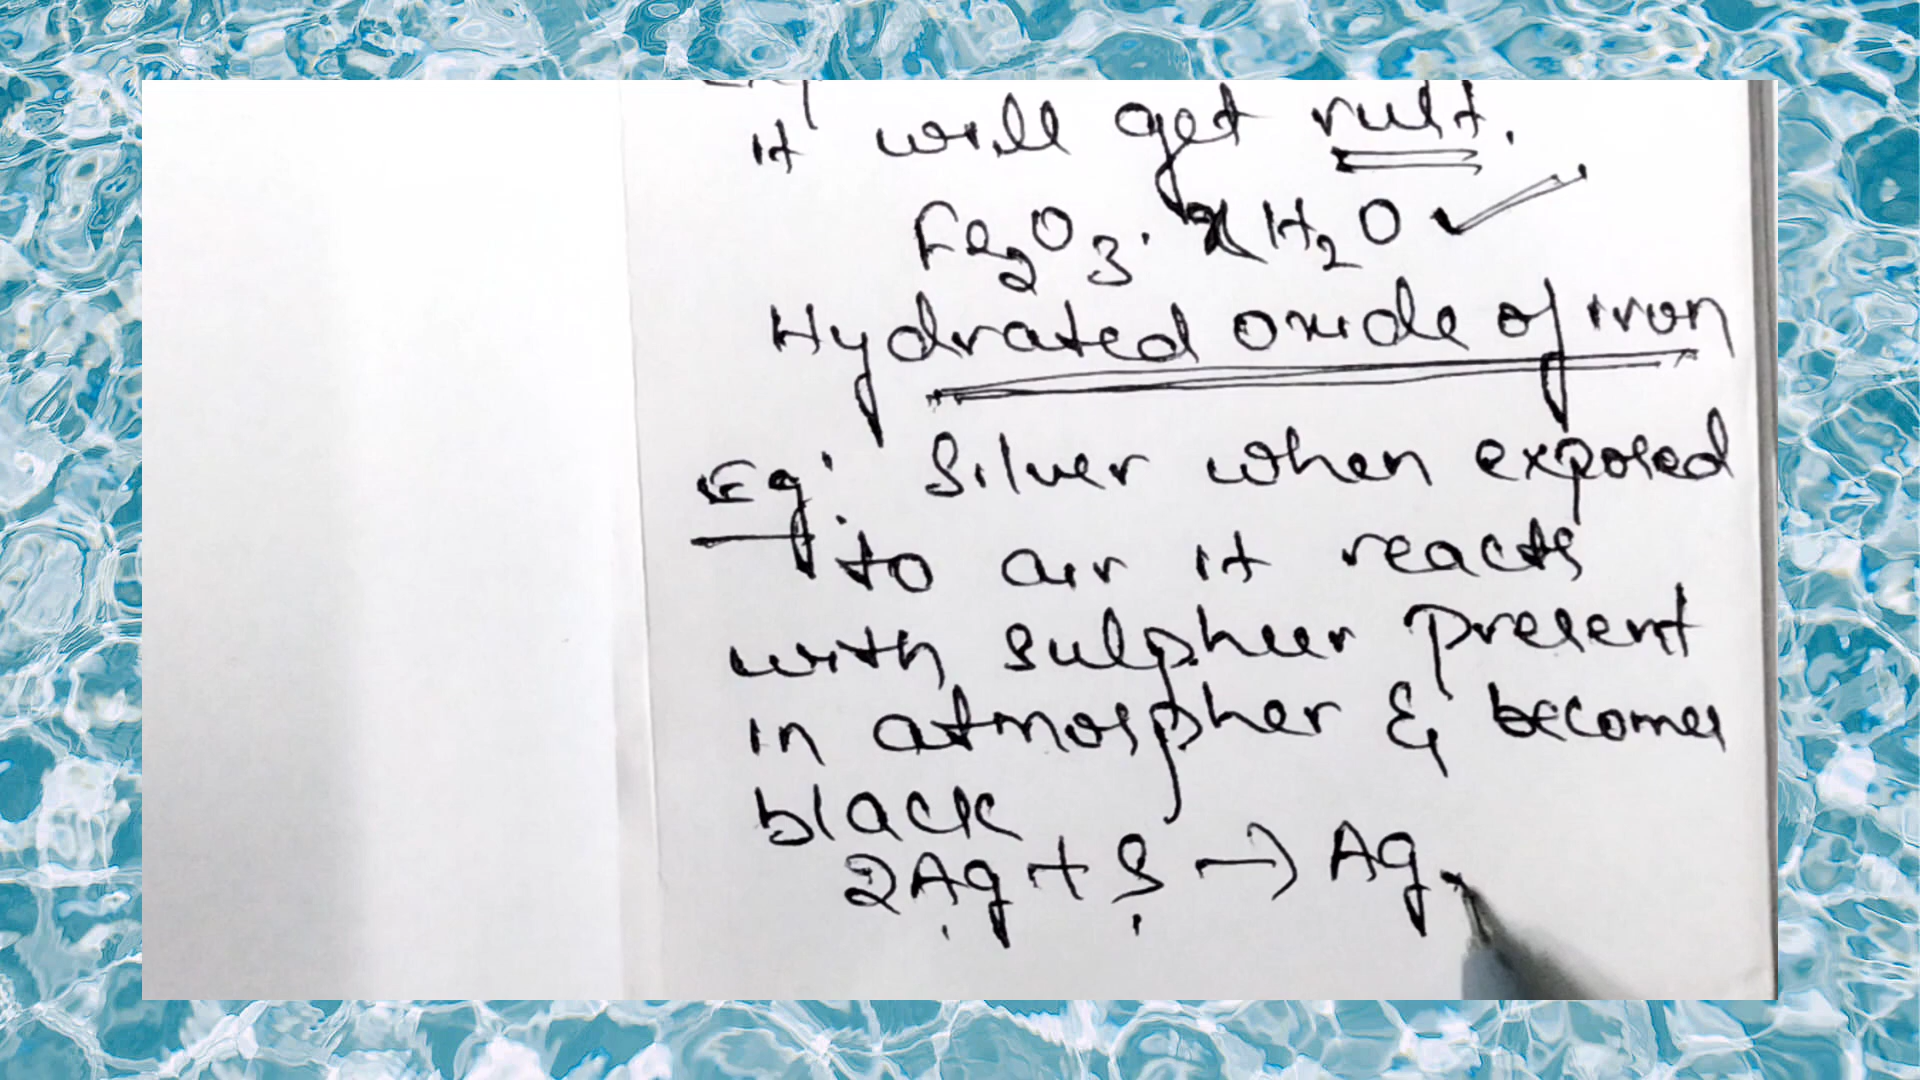 it will get rust.
Fe₂O₃. xH₂O ✓
Hydrated oxide of iron
Eg: Silver when exposed
to air it reacts
with sulpheur present
in atmospher & becomes
black
2Ag + S → Ag